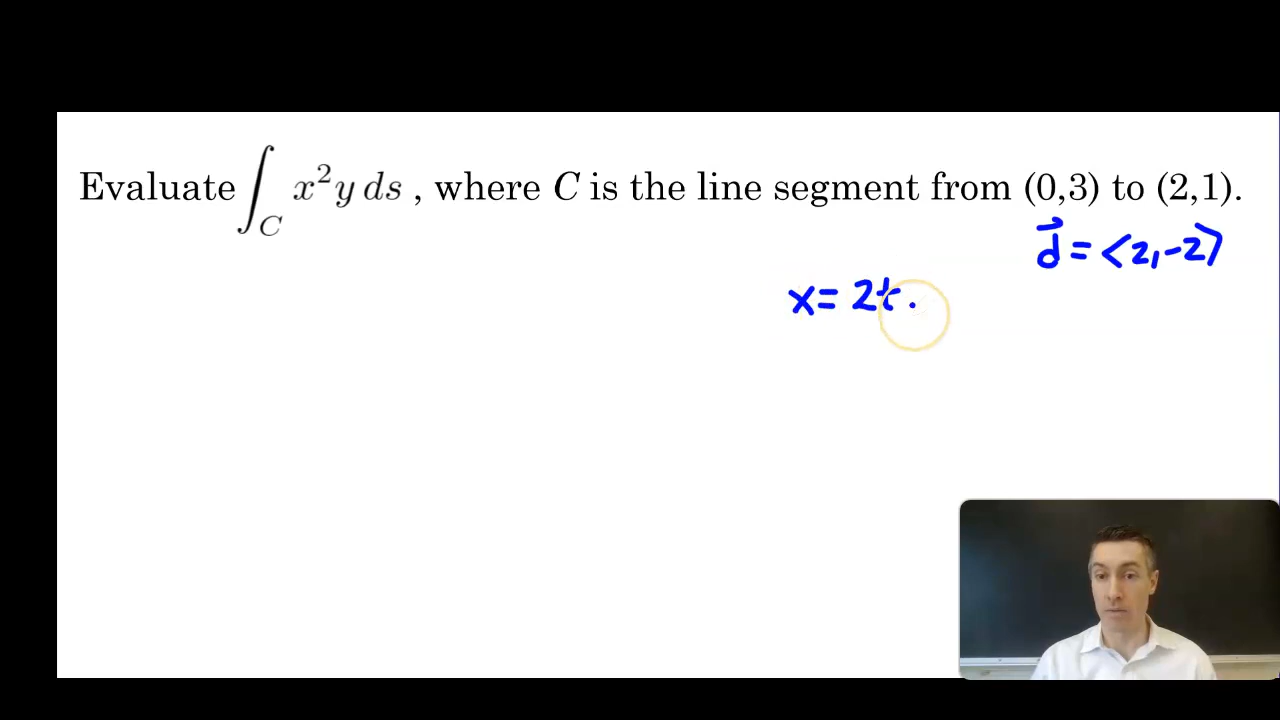 Evaluate ∫_C x²y ds , where C is the line segment from (0,3) to (2,1).
d⃗ = <2,-2>
x = 2t .